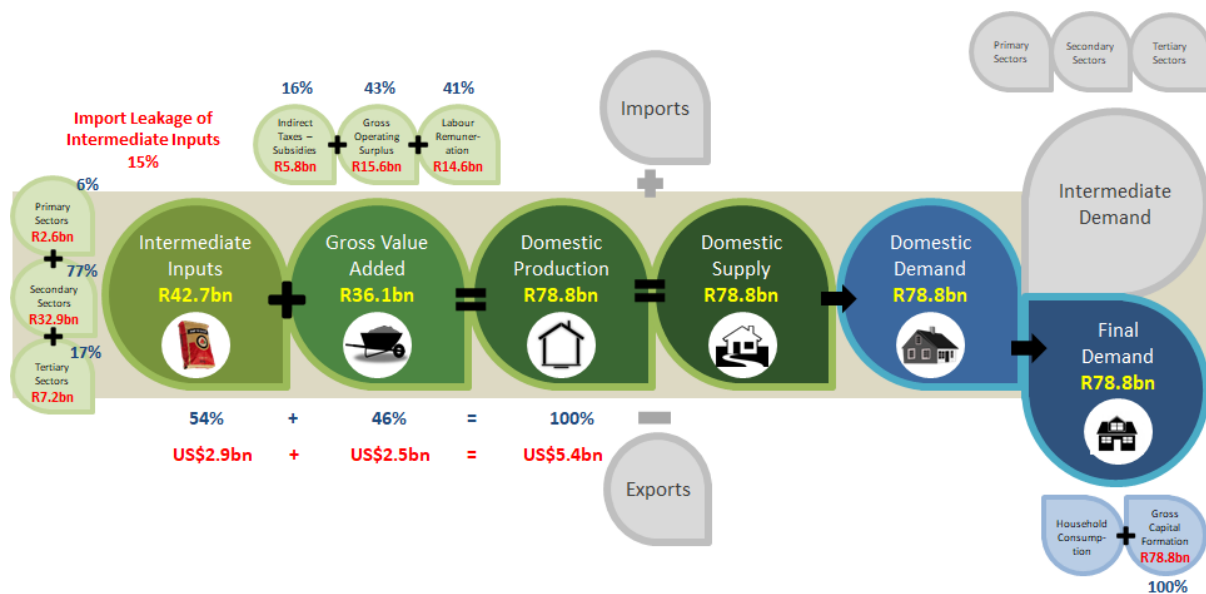 Primary
Sectors
Secondary
Sectors
Tertiary
Sectors
16%
43%
41%
Import Leakage of
Intermediate Inputs
15%
Indirect
Taxes –
Subsidies
R5.8bn
Gross
Operating
Surplus
R15.6bn
Labour
Remuner-
ation
R14.6bn
Imports
6%
Primary
Sectors
R2.6bn
77%
Secondary
Sectors
R32.9bn
17%
Tertiary
Sectors
R7.2bn
Intermediate
Inputs
R42.7bn
+
Gross Value
Added
R36.1bn
=
Domestic
Production
R78.8bn
=
Domestic
Supply
R78.8bn
Domestic
Demand
R78.8bn
Intermediate
Demand
Final
Demand
R78.8bn
54% + 46% = 100%
US$2.9bn + US$2.5bn = US$5.4bn
Exports
Household
Consump-
tion
Gross
Capital
Formation
R78.8bn
100%